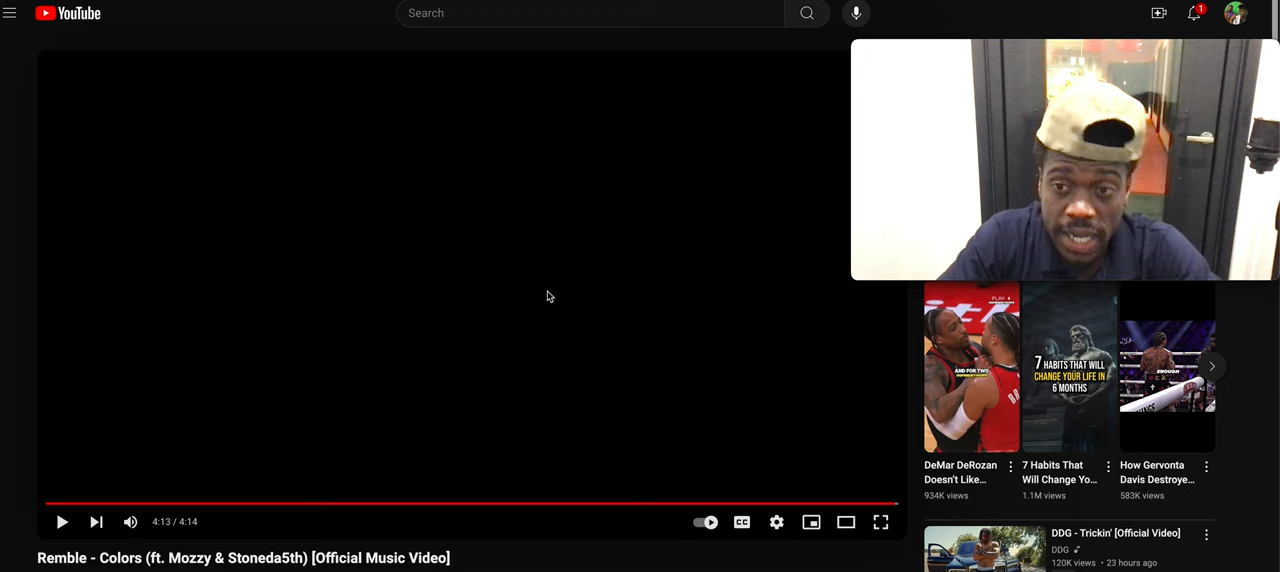 YouTube
Search
1
4:13 / 4:14
CC
Remble - Colors (ft. Mozzy & Stoneda5th) [Official Music Video]
PLAY
AND FOR TWO
7 HABITS THAT WILL
CHANGE YOUR LIFE IN
6 MONTHS
ENOUGH
DeMar DeRozan
Doesn't Like...
934K views
7 Habits That
Will Change Yo...
1.1M views
How Gervonta
Davis Destroye...
583K views
DDG - Trickin' [Official Video]
DDG
120K views • 23 hours ago